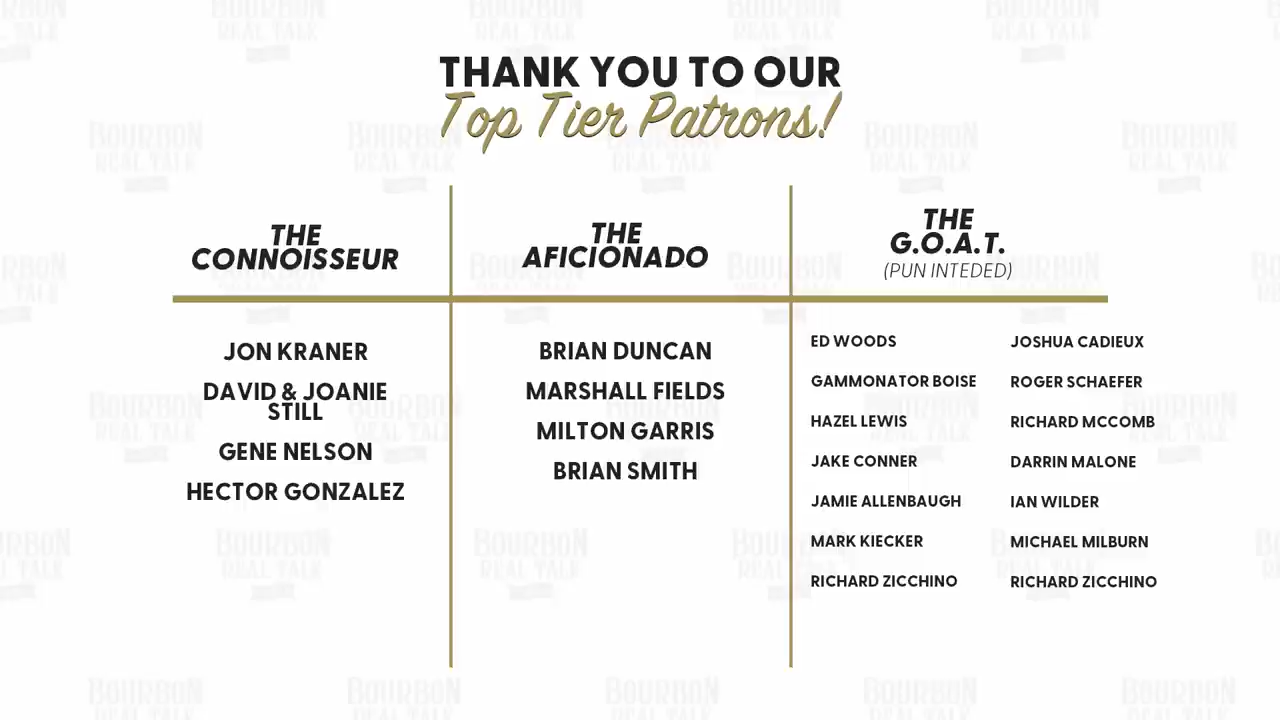 THANK YOU TO OUR
Top Tier Patrons!
THE
CONNOISSEUR
JON KRANER
DAVID & JOANIE
STILL
GENE NELSON
HECTOR GONZALEZ
THE
AFICIONADO
BRIAN DUNCAN
MARSHALL FIELDS
MILTON GARRIS
BRIAN SMITH
THE
G.O.A.T.
(PUN INTEDED)
ED WOODS
GAMMONATOR BOISE
HAZEL LEWIS
JAKE CONNER
JAMIE ALLENBAUGH
MARK KIECKER
RICHARD ZICCHINO
JOSHUA CADIEUX
ROGER SCHAEFER
RICHARD MCCOMB
DARRIN MALONE
IAN WILDER
MICHAEL MILBURN
RICHARD ZICCHINO
BOURBON
REAL TALK